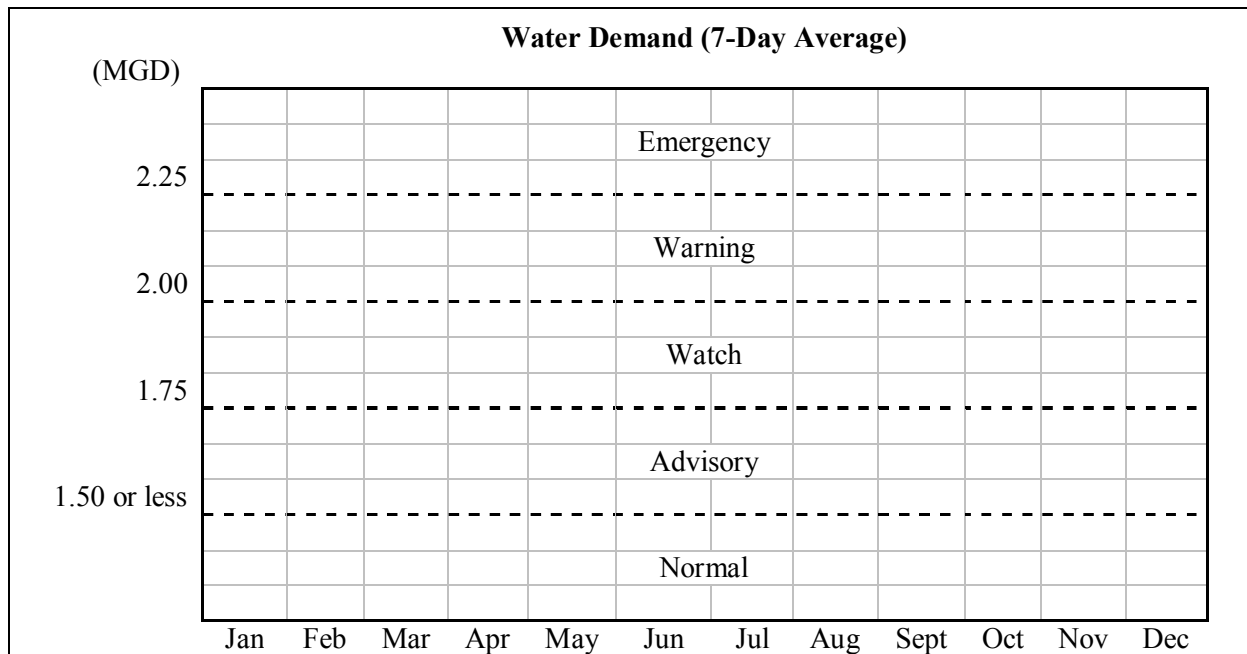 Water Demand (7-Day Average)
(MGD)
Emergency
2.25
Warning
2.00
Watch
1.75
Advisory
1.50 or less
Normal
Jan Feb Mar Apr May Jun Jul Aug Sept Oct Nov Dec